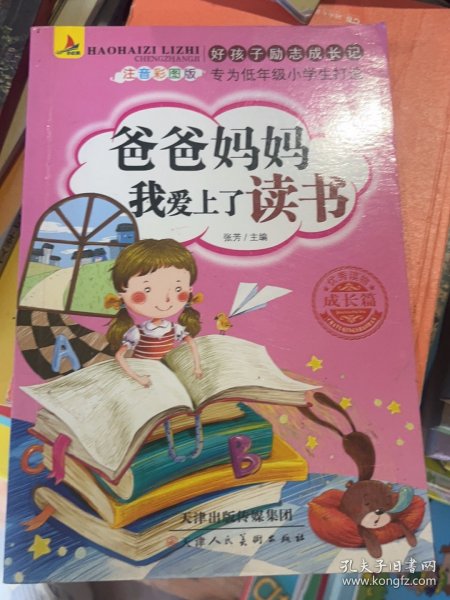 HAOHAIZI LIZHI
CHENGZHANGJI
好孩子励志成长记
注音彩图版
专为低年级小学生打造
爸爸妈妈
我爱上了读书
张芳/主编
成长篇
A
U
B
天津出版传媒集团
天津人民美术出版社
孔夫子旧书网
www.kongfz.com